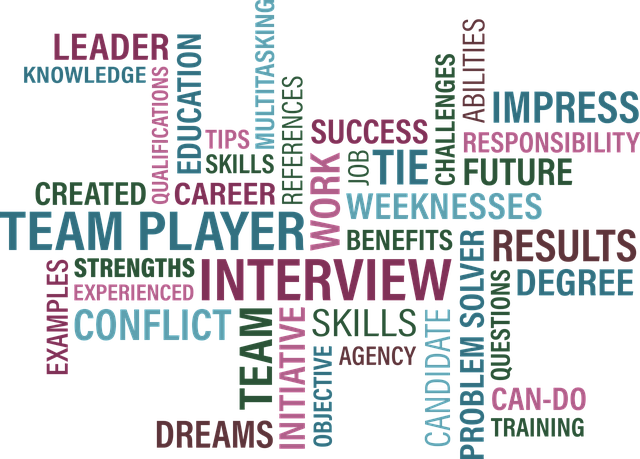 LEADER
KNOWLEDGE
QUALIFICATIONS
EDUCATION
MULTITASKING
TIPS
SKILLS
REFERENCES
CREATED
CAREER
SUCCESS
JOB
TIE
CHALLENGES
ABILITIES
IMPRESS
RESPONSIBILITY
FUTURE
WORK
WEEKNESSES
TEAM PLAYER
BENEFITS
RESULTS
EXAMPLES
STRENGTHS
EXPERIENCED
INTERVIEW
PROBLEM SOLVER
QUESTIONS
DEGREE
CONFLICT
TEAM
INITIATIVE
SKILLS
OBJECTIVE
AGENCY
CANDIDATE
CAN-DO
TRAINING
DREAMS